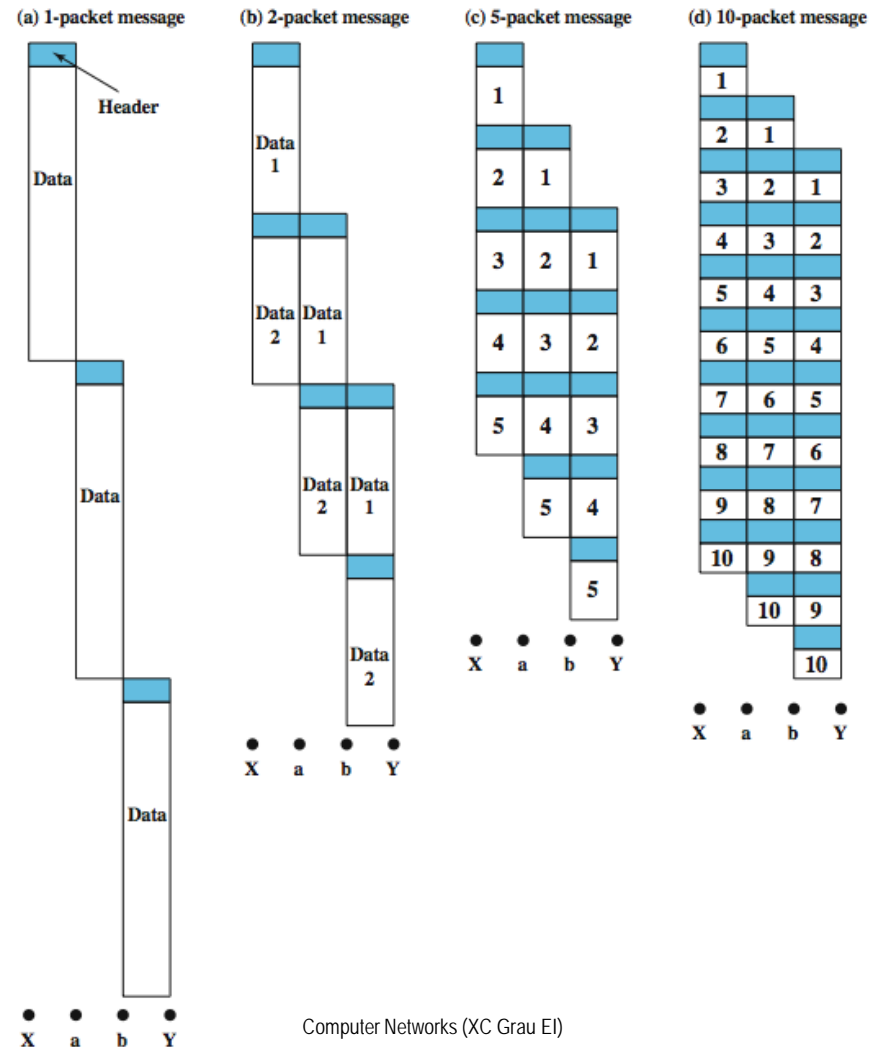 (a) 1-packet message
Header
Data
Data
Data
X a b Y
(b) 2-packet message
Data
1
Data Data
2 1
Data Data
2 1
Data
2
X a b Y
(c) 5-packet message
1
2 1
3 2 1
4 3 2
5 4 3
5 4
5
X a b Y
(d) 10-packet message
1
2 1
3 2 1
4 3 2
5 4 3
6 5 4
7 6 5
8 7 6
9 8 7
10 9 8
10 9
10
X a b Y
Computer Networks (XC Grau EI)